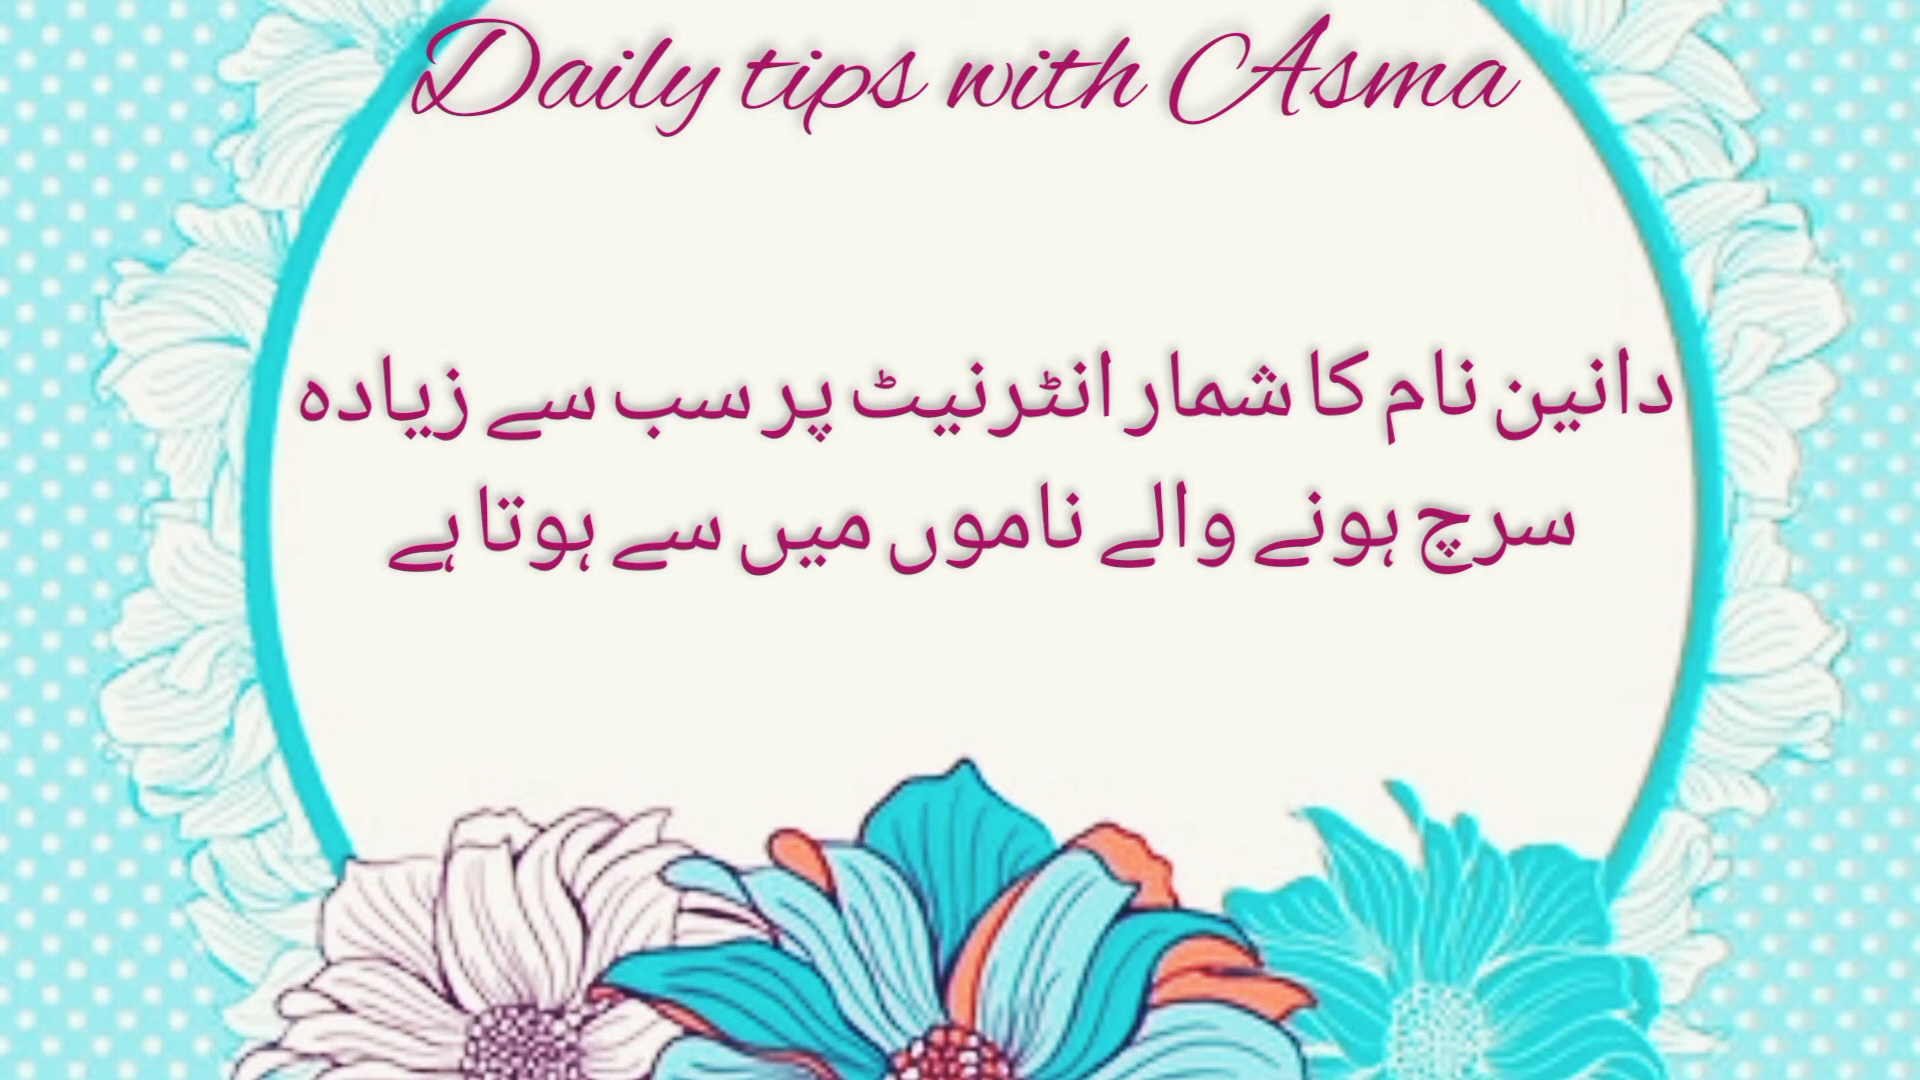 Daily tips with Asma
دانین نام کا شمار انٹرنیٹ پر سب سے زیادہ
سرچ ہونے والے ناموں میں سے ہوتا ہے